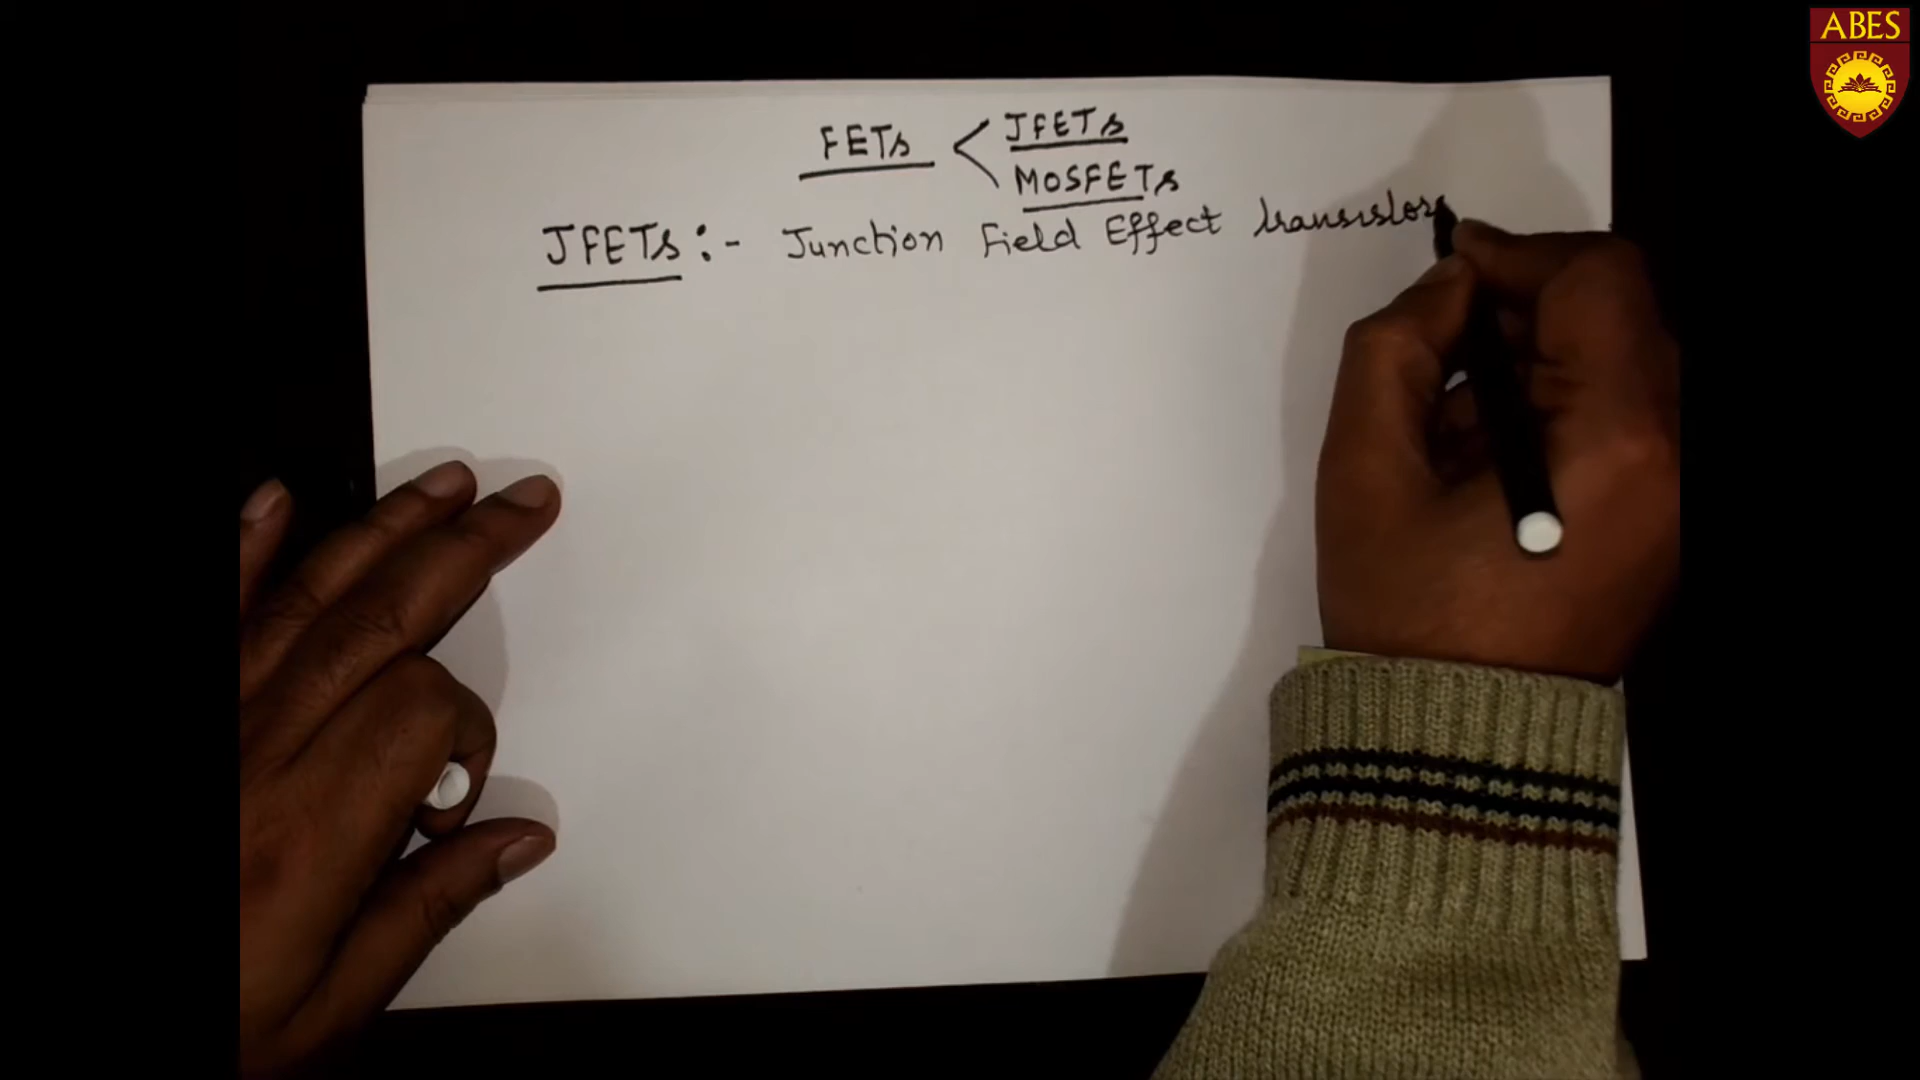 ABES
FETs < JFETs
MOSFETs
JFETs :- Junction Field Effect transistors